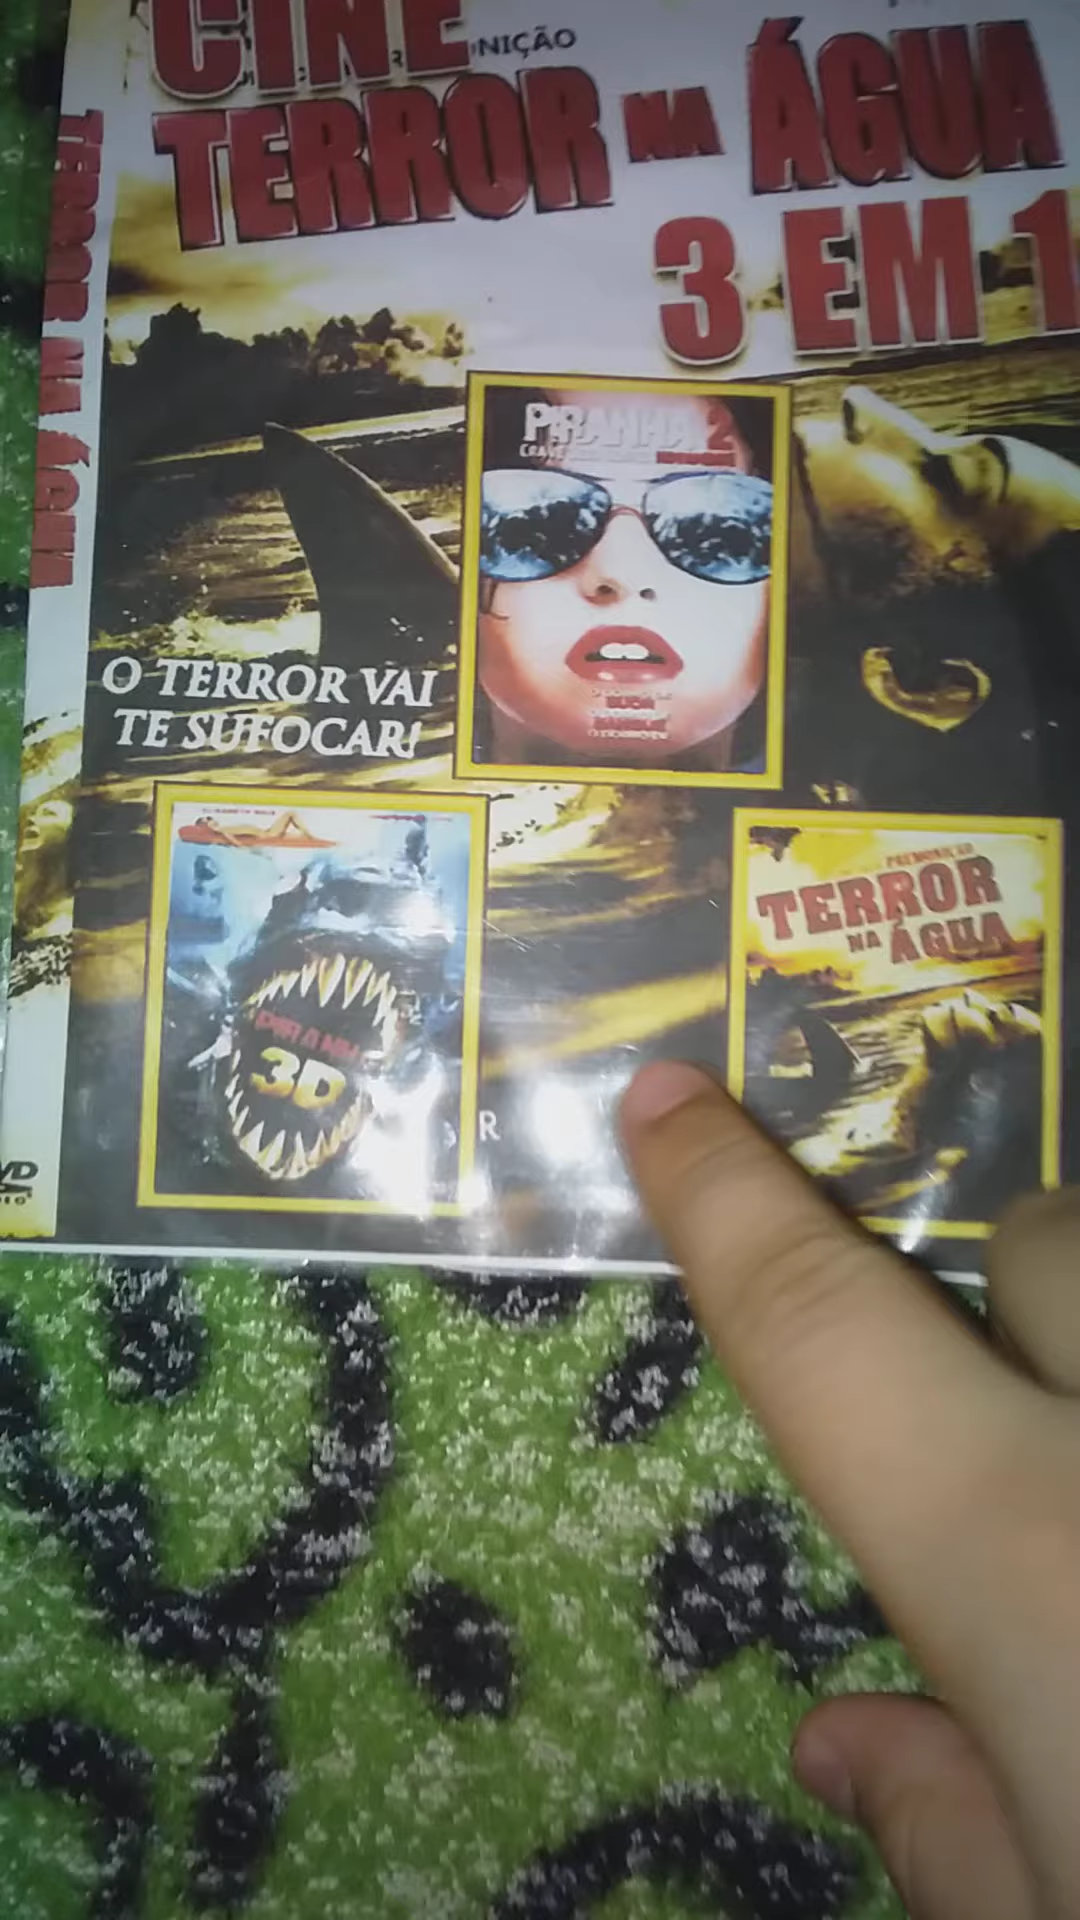 CINE
NIÇÃO
TERROR NA ÁGUA
3 EM 1
TERROR NA ÁGUA
PIRANHA 2
O TERROR VAI
TE SUFOCAR!
PREMONIÇÃO
TERROR
NA ÁGUA
3D
R